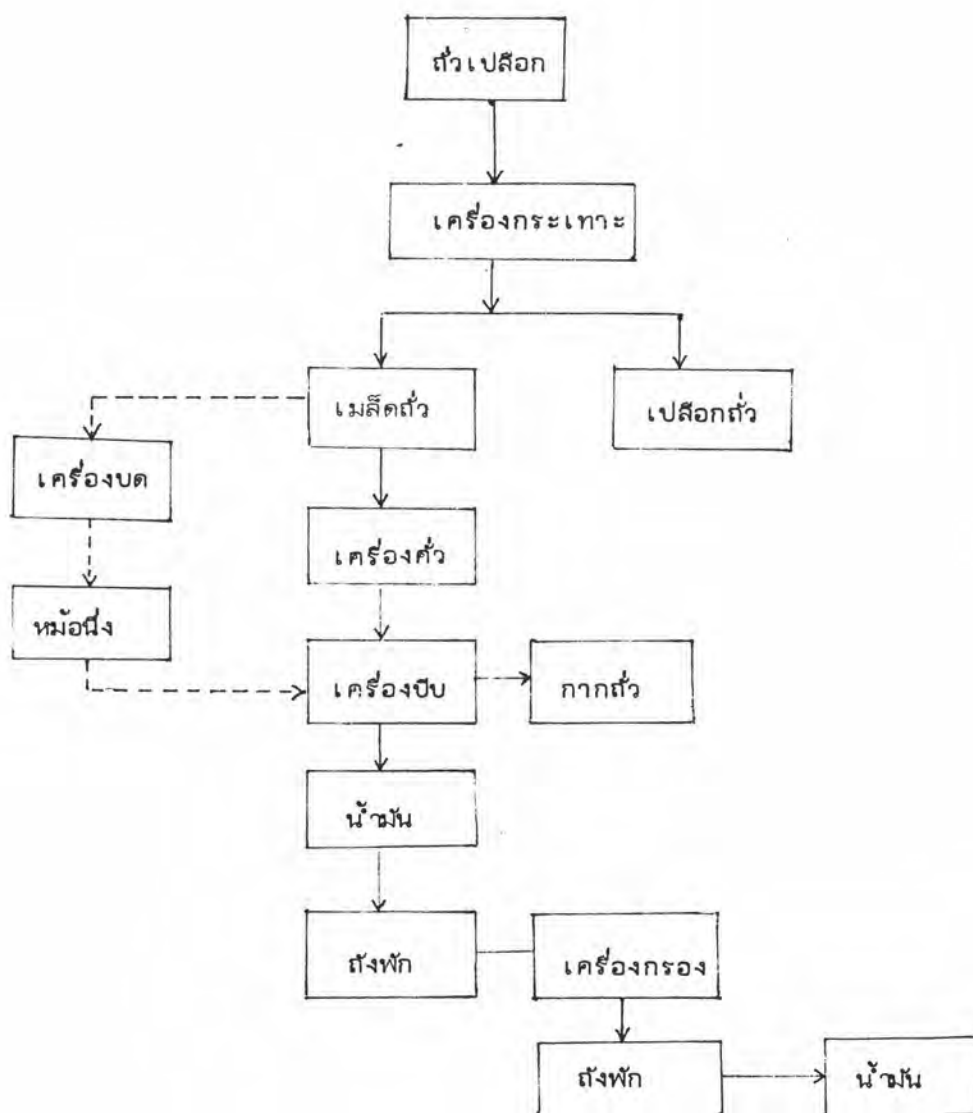 ถั่วเปลือก
เครื่องกระเทาะ
เมล็ดถั่ว
เปลือกถั่ว
เครื่องบด
เครื่องคั่ว
หม้อนึ่ง
เครื่องบีบ
กากถั่ว
น้ำมัน
ถังพัก
เครื่องกรอง
ถังพัก
น้ำมัน